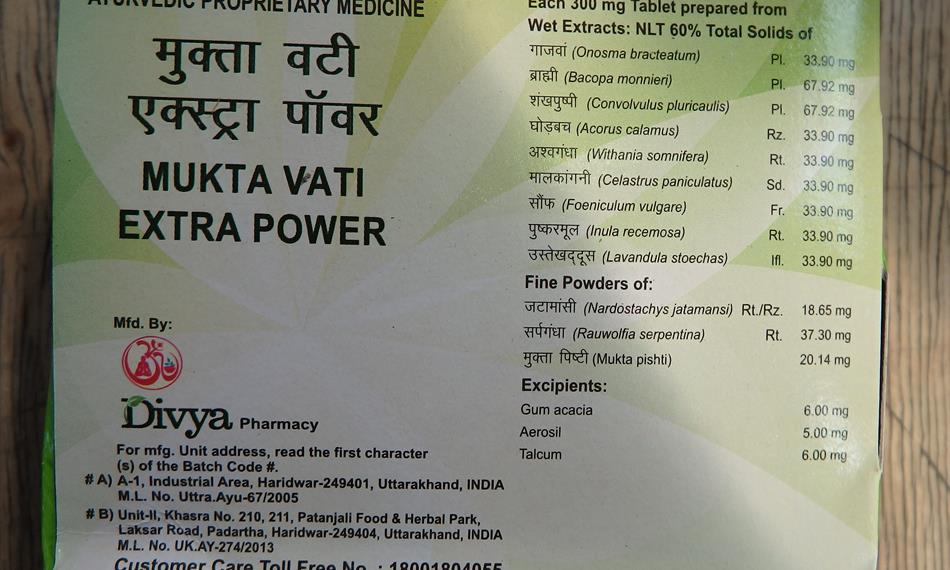 AYURVEDIC PROPRIETARY MEDICINE
मुक्ता वटी
एक्स्ट्रा पॉवर
MUKTA VATI
EXTRA POWER
Mfd. By:
Divya Pharmacy
For mfg. Unit address, read the first character
(s) of the Batch Code #.
# A) A-1, Industrial Area, Haridwar-249401, Uttarakhand, INDIA
M.L. No. Uttra.Ayu-67/2005
# B) Unit-II, Khasra No. 210, 211, Patanjali Food & Herbal Park,
Laksar Road, Padartha, Haridwar-249404, Uttarakhand, INDIA
M.L. No. UK.AY-274/2013
Customer Care Toll Free No. : 18001804055
Each 300 mg Tablet prepared from
Wet Extracts: NLT 60% Total Solids of
गाजवां (Onosma bracteatum) Pl. 33.90 mg
ब्राह्मी (Bacopa monnieri) Pl. 67.92 mg
शंखपुष्पी (Convolvulus pluricaulis) Pl. 67.92 mg
घोड़बच (Acorus calamus) Rz. 33.90 mg
अश्वगंधा (Withania somnifera) Rt. 33.90 mg
मालकांगनी (Celastrus paniculatus) Sd. 33.90 mg
सौंफ (Foeniculum vulgare) Fr. 33.90 mg
पुष्करमूल (Inula recemosa) Rt. 33.90 mg
उस्तेखद्दूस (Lavandula stoechas) Ifl. 33.90 mg
Fine Powders of:
जटामांसी (Nardostachys jatamansi) Rt./Rz. 18.65 mg
सर्पगंधा (Rauwolfia serpentina) Rt. 37.30 mg
मुक्ता पिष्टी (Mukta pishti) 20.14 mg
Excipients:
Gum acacia 6.00 mg
Aerosil 5.00 mg
Talcum 6.00 mg